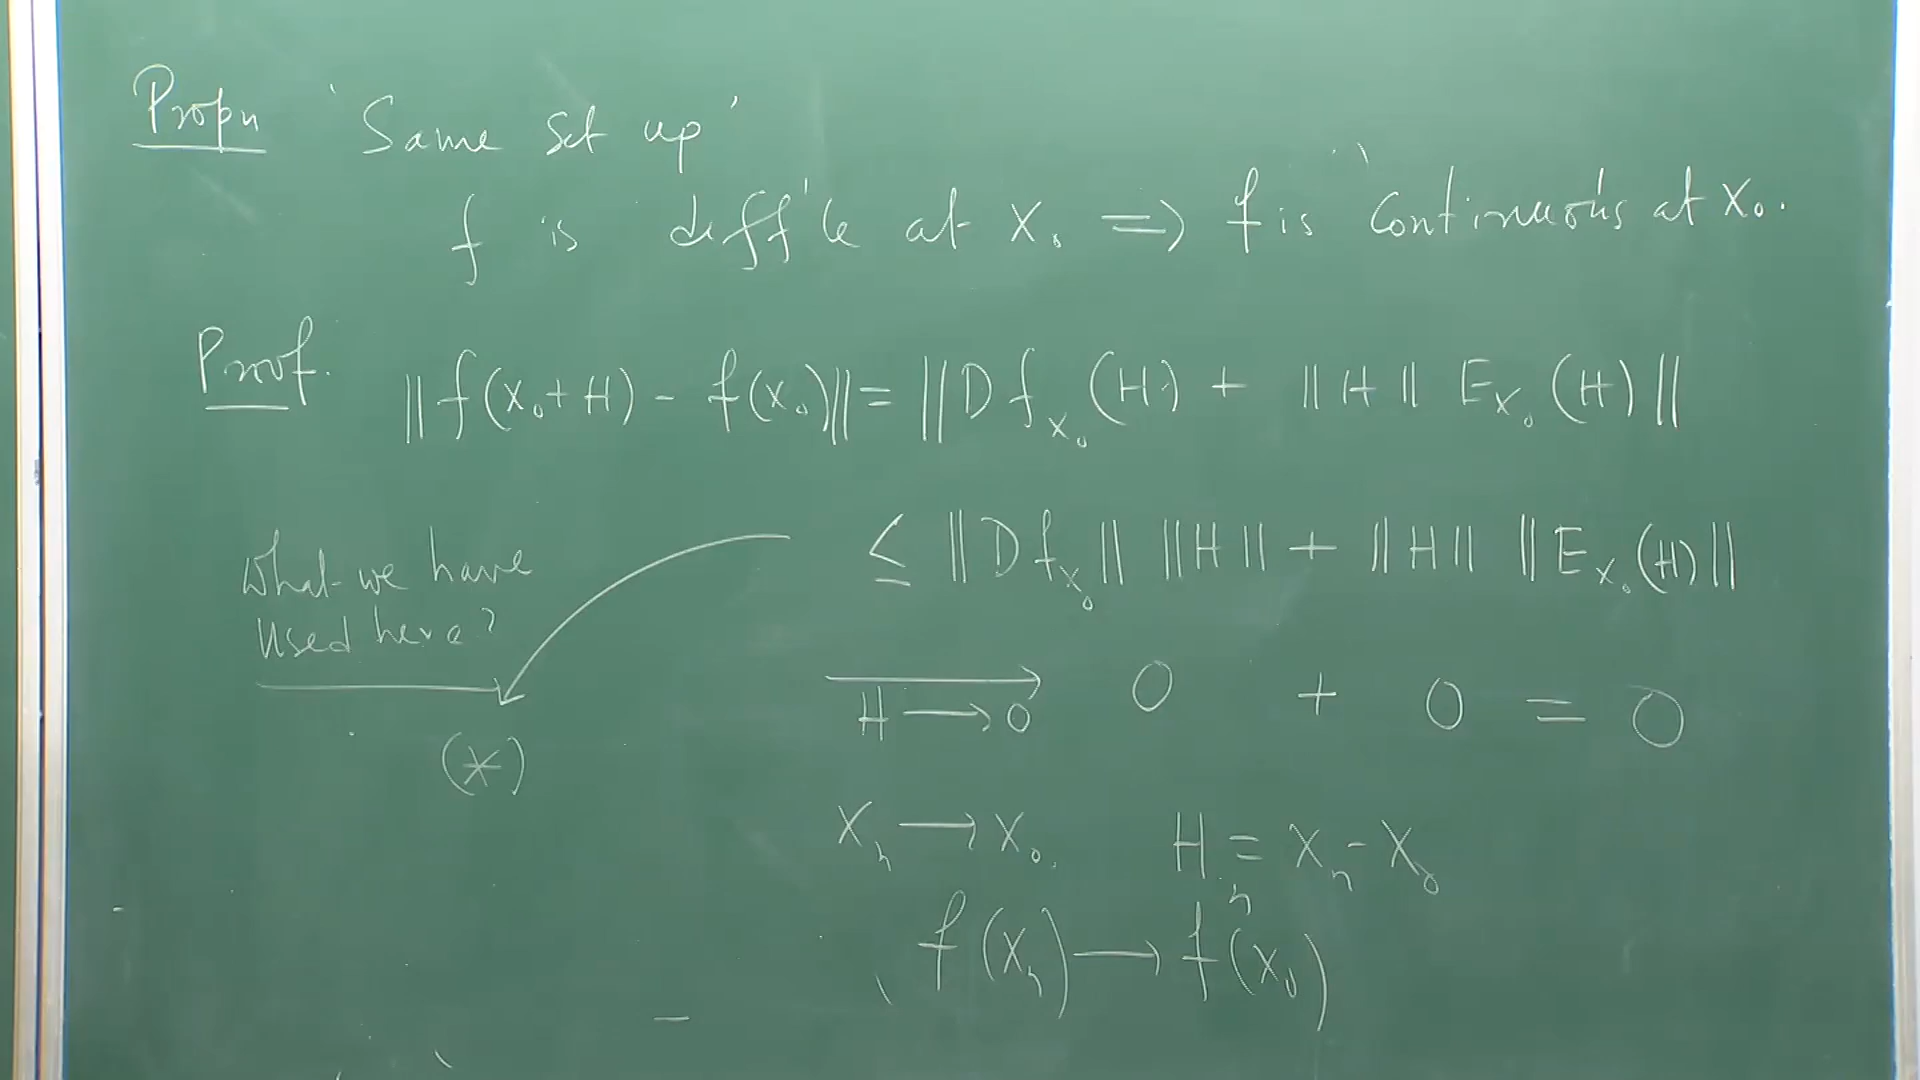 Propn 'Same set up'
f is diff'le at X₀ ⇒ f is continuous at X₀.
Proof. ‖f(X₀+H) - f(X₀)‖ = ‖Df_X₀(H) + ‖H‖ E_X₀(H)‖
≤ ‖Df_X₀‖ ‖H‖ + ‖H‖ ‖E_X₀(H)‖
What we have
used here?
(*)
⟶ H→0 0 + 0 = 0
Xₙ → X₀. Hₙ = Xₙ - X₀
f(Xₙ) → f(X₀)